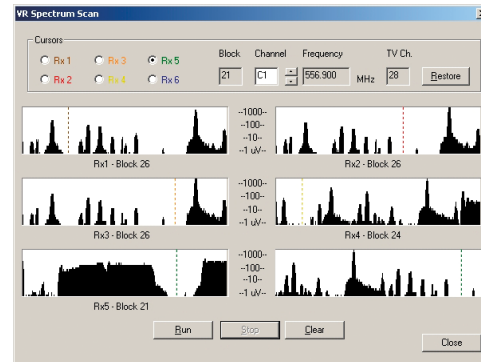 VR Spectrum Scan
Cursors
Rx 1 Rx 3 Rx 5
Rx 2 Rx 4 Rx 6
Block Channel Frequency TV Ch.
21 C1 556.900 MHz 28 Restore
--1000--
--100--
--10--
--1 uV--
Rx1 - Block 26 Rx2 - Block 26
--1000--
--100--
--10--
--1 uV--
Rx3 - Block 26 Rx4 - Block 24
--1000--
--100--
--10--
--1 uV--
Rx5 - Block 21
Run Stop Clear
Close